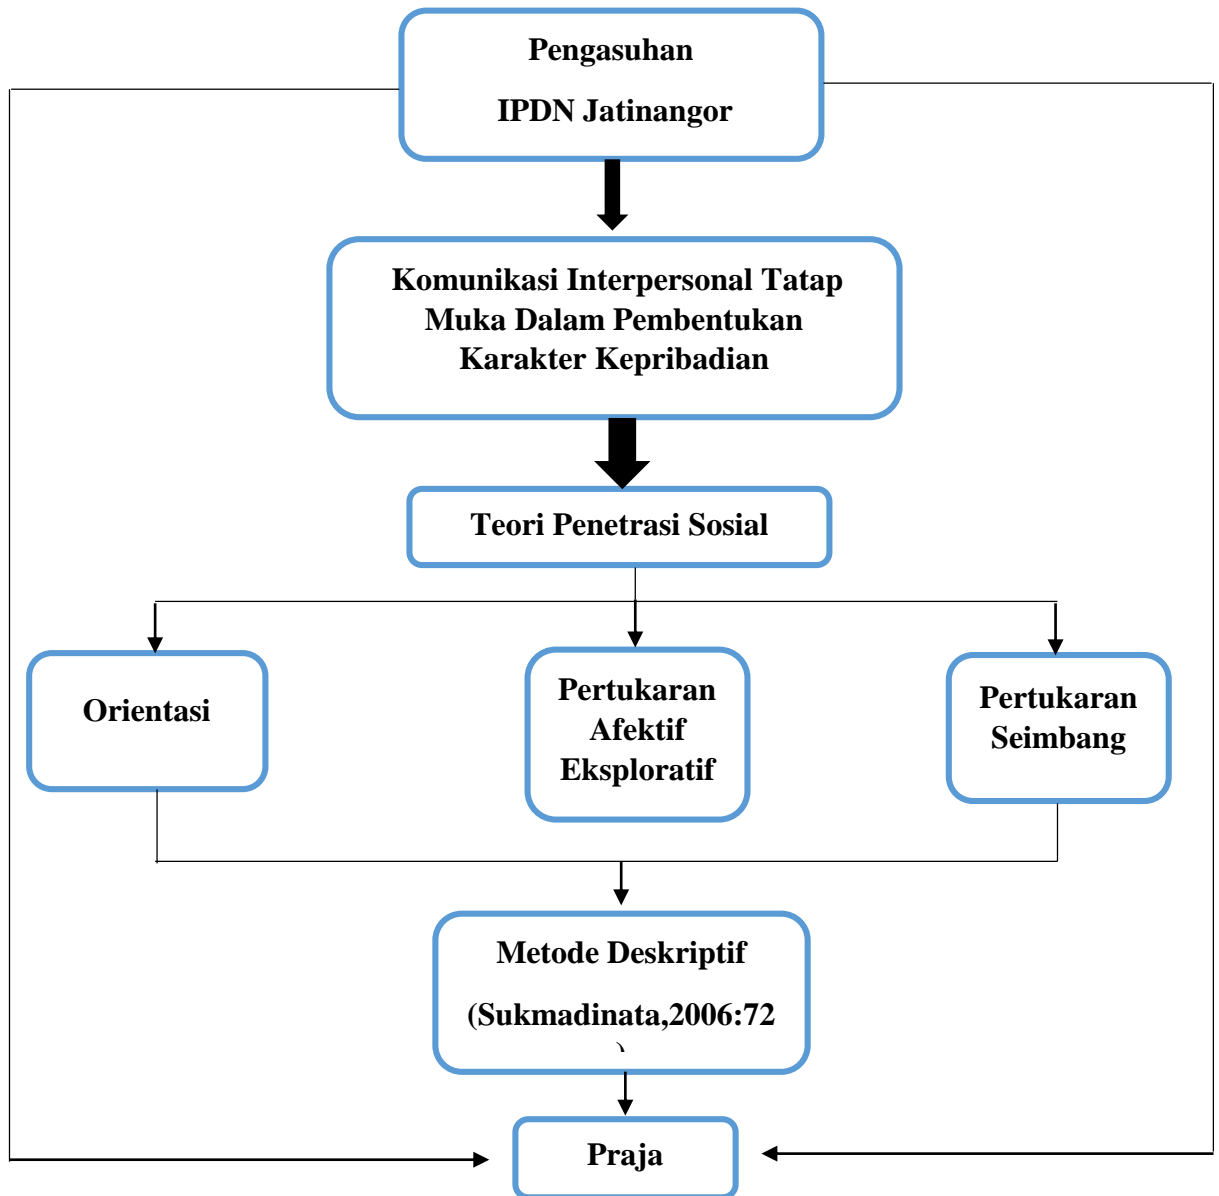 Pengasuhan
IPDN Jatinangor
Komunikasi Interpersonal Tatap
Muka Dalam Pembentukan
Karakter Kepribadian
Teori Penetrasi Sosial
Orientasi
Pertukaran
Afektif
Eksploratif
Pertukaran
Seimbang
Metode Deskriptif
(Sukmadinata,2006:72
)
Praja